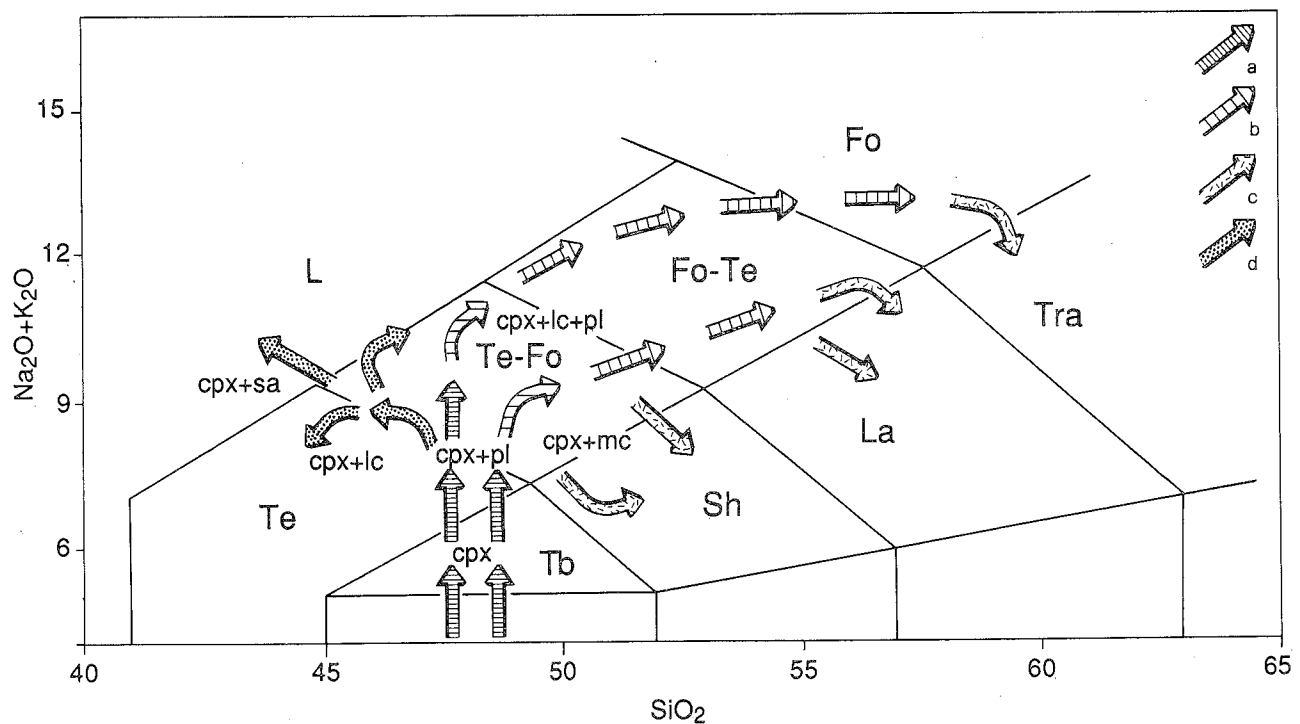 15
12
9
6
Na2O+K2O
40
45
50
55
60
65
SiO2
Fo
a
b
c
d
L
Fo-Te
Tra
cpx+lc+pl
Te-Fo
cpx+sa
cpx+lc
cpx+pl
cpx+mc
La
Te
Sh
cpx
Tb